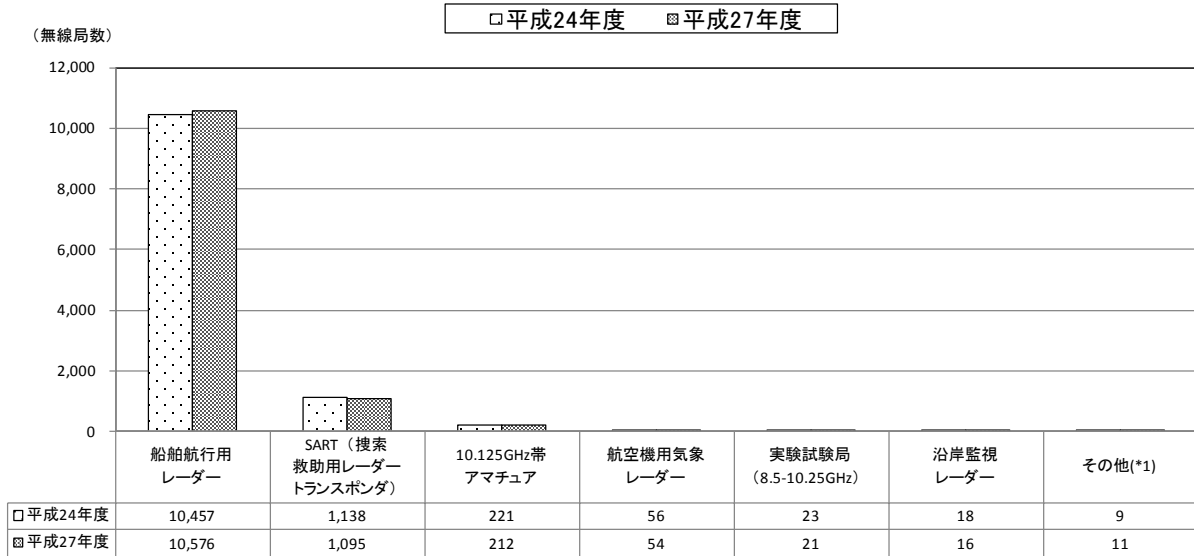 □平成24年度 ▩平成27年度
（無線局数）
12,000
10,000
8,000
6,000
4,000
2,000
0
船舶航行用
レーダー
SART（捜索
救助用レーダー
トランスポンダ）
10.125GHz帯
アマチュア
航空機用気象
レーダー
実験試験局
（8.5-10.25GHz）
沿岸監視
レーダー
その他(*1)
□平成24年度 10,457 1,138 221 56 23 18 9
▩平成27年度 10,576 1,095 212 54 21 16 11